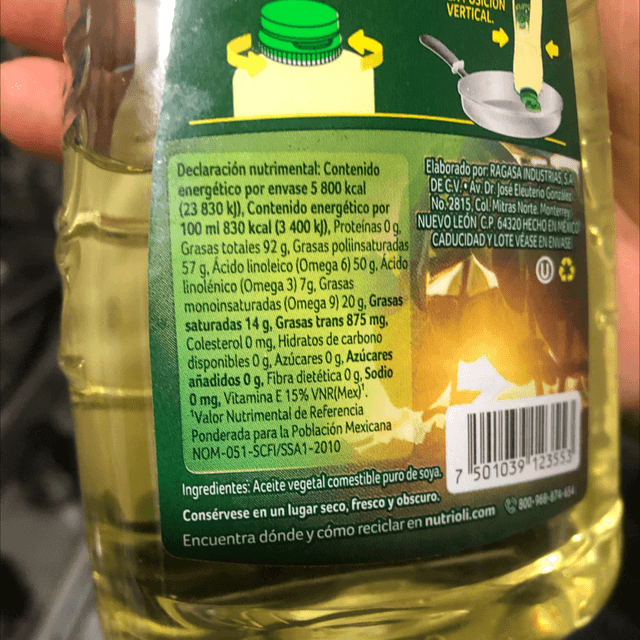 POSICIÓN
VERTICAL.
Declaración nutrimental: Contenido
energético por envase 5 800 kcal
(23 830 kJ), Contenido energético por
100 ml 830 kcal (3 400 kJ), Proteínas 0 g,
Grasas totales 92 g, Grasas poliinsaturadas
57 g, Ácido linoleico (Omega 6) 50 g, Ácido
linolénico (Omega 3) 7g, Grasas
monoinsaturadas (Omega 9) 20 g, Grasas
saturadas 14 g, Grasas trans 875 mg,
Colesterol 0 mg, Hidratos de carbono
disponibles 0 g, Azúcares 0 g, Azúcares
añadidos 0 g, Fibra dietética 0 g, Sodio
0 mg, Vitamina E 15% VNR(Mex)¹.
¹Valor Nutrimental de Referencia
Ponderada para la Población Mexicana
NOM-051-SCFI/SSA1-2010
Elaborado por: RAGASA INDUSTRIAS, S.A.
DE C.V. • Av. Dr. José Eleuterio González
No. 2815, Col. Mitras Norte, Monterrey,
NUEVO LEÓN C.P. 64320 HECHO EN MÉXICO
CADUCIDAD Y LOTE VÉASE EN ENVASE
U
7 501039 123553
Ingredientes: Aceite vegetal comestible puro de soya.
Consérvese en un lugar seco, fresco y obscuro.
Encuentra dónde y cómo reciclar en nutrioli.com
800-968-874-464